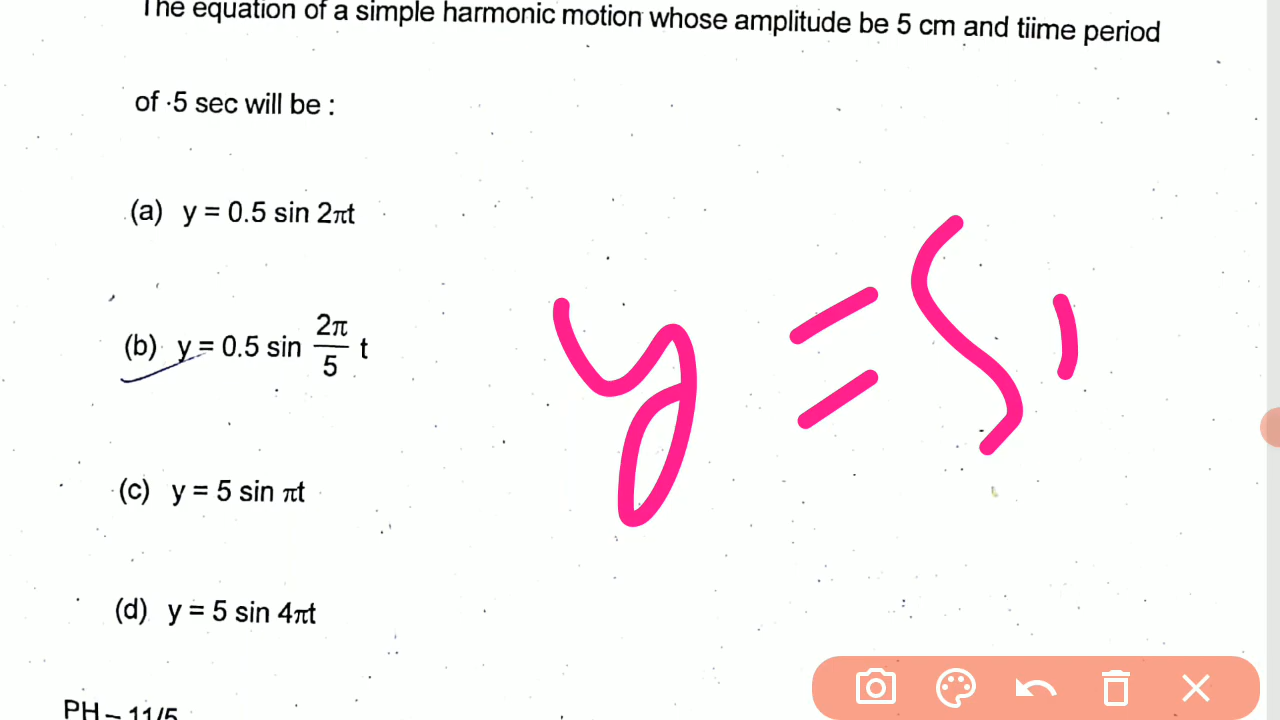 The equation of a simple harmonic motion whose amplitude be 5 cm and tiime period
of ·5 sec will be :
(a) y = 0.5 sin 2πt
(b) y = 0.5 sin 2π/5 t
(c) y = 5 sin πt
(d) y = 5 sin 4πt
y = S
PH – 11/5